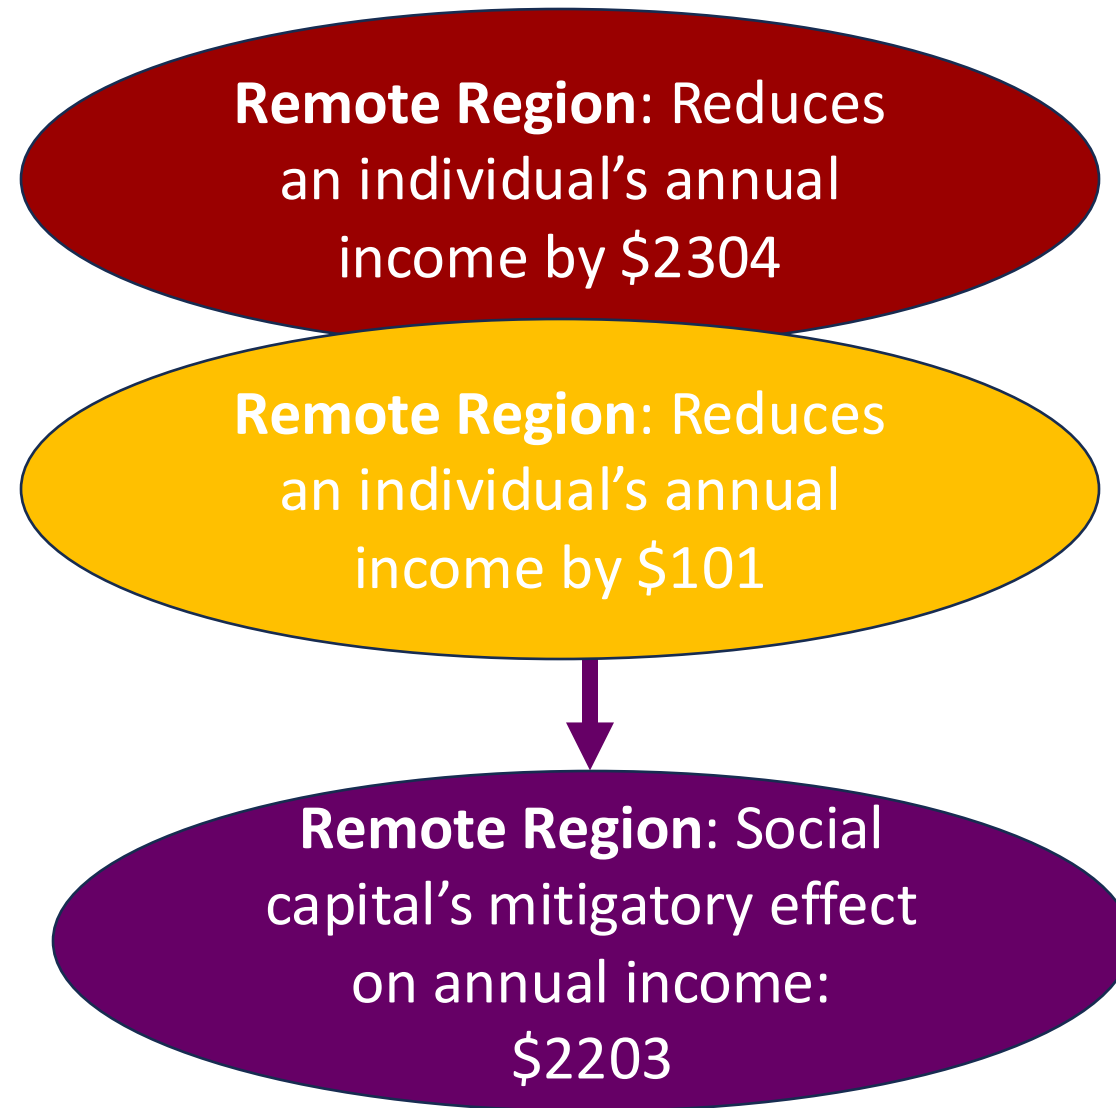 Remote Region: Reduces
an individual’s annual
income by $2304
Remote Region: Reduces
an individual’s annual
income by $101
Remote Region: Social
capital’s mitigatory effect
on annual income:
$2203